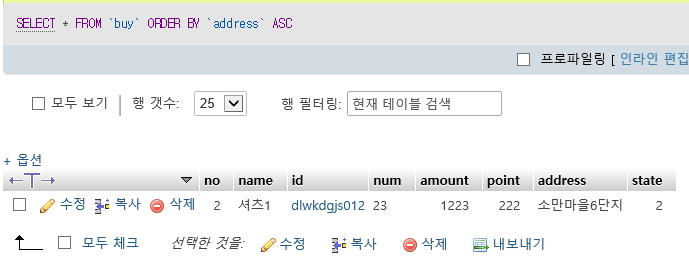 SELECT * FROM `buy` ORDER BY `address` ASC
프로파일링 [ 인라인 편집
모두 보기 | 행 갯수: 25 행 필터링: 현재 테이블 검색
+ 옵션
←T→ no name id num amount point address state
수정 복사 삭제 2 셔츠1 dlwkdgjs012 23 1223 222 소만마을6단지 2
모두 체크 선택한 것을: 수정 복사 삭제 내보내기